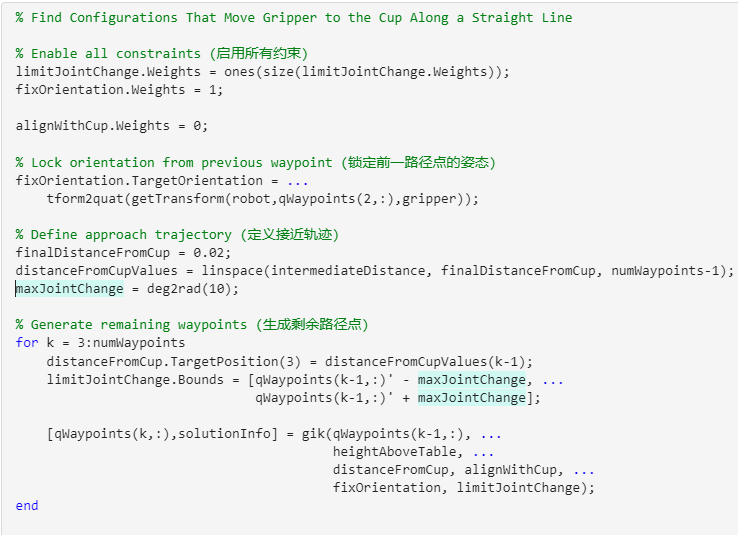 % Find Configurations That Move Gripper to the Cup Along a Straight Line
% Enable all constraints (启用所有约束)
limitJointChange.Weights = ones(size(limitJointChange.Weights));
fixOrientation.Weights = 1;
alignWithCup.Weights = 0;
% Lock orientation from previous waypoint (锁定前一路径点的姿态)
fixOrientation.TargetOrientation = ...
tform2quat(getTransform(robot,qWaypoints(2,:),gripper));
% Define approach trajectory (定义接近轨迹)
finalDistanceFromCup = 0.02;
distanceFromCupValues = linspace(intermediateDistance, finalDistanceFromCup, numWaypoints-1);
maxJointChange = deg2rad(10);
% Generate remaining waypoints (生成剩余路径点)
for k = 3:numWaypoints
distanceFromCup.TargetPosition(3) = distanceFromCupValues(k-1);
limitJointChange.Bounds = [qWaypoints(k-1,:)' - maxJointChange, ...
qWaypoints(k-1,:)' + maxJointChange];
[qWaypoints(k,:),solutionInfo] = gik(qWaypoints(k-1,:), ...
heightAboveTable, ...
distanceFromCup, alignWithCup, ...
fixOrientation, limitJointChange);
end